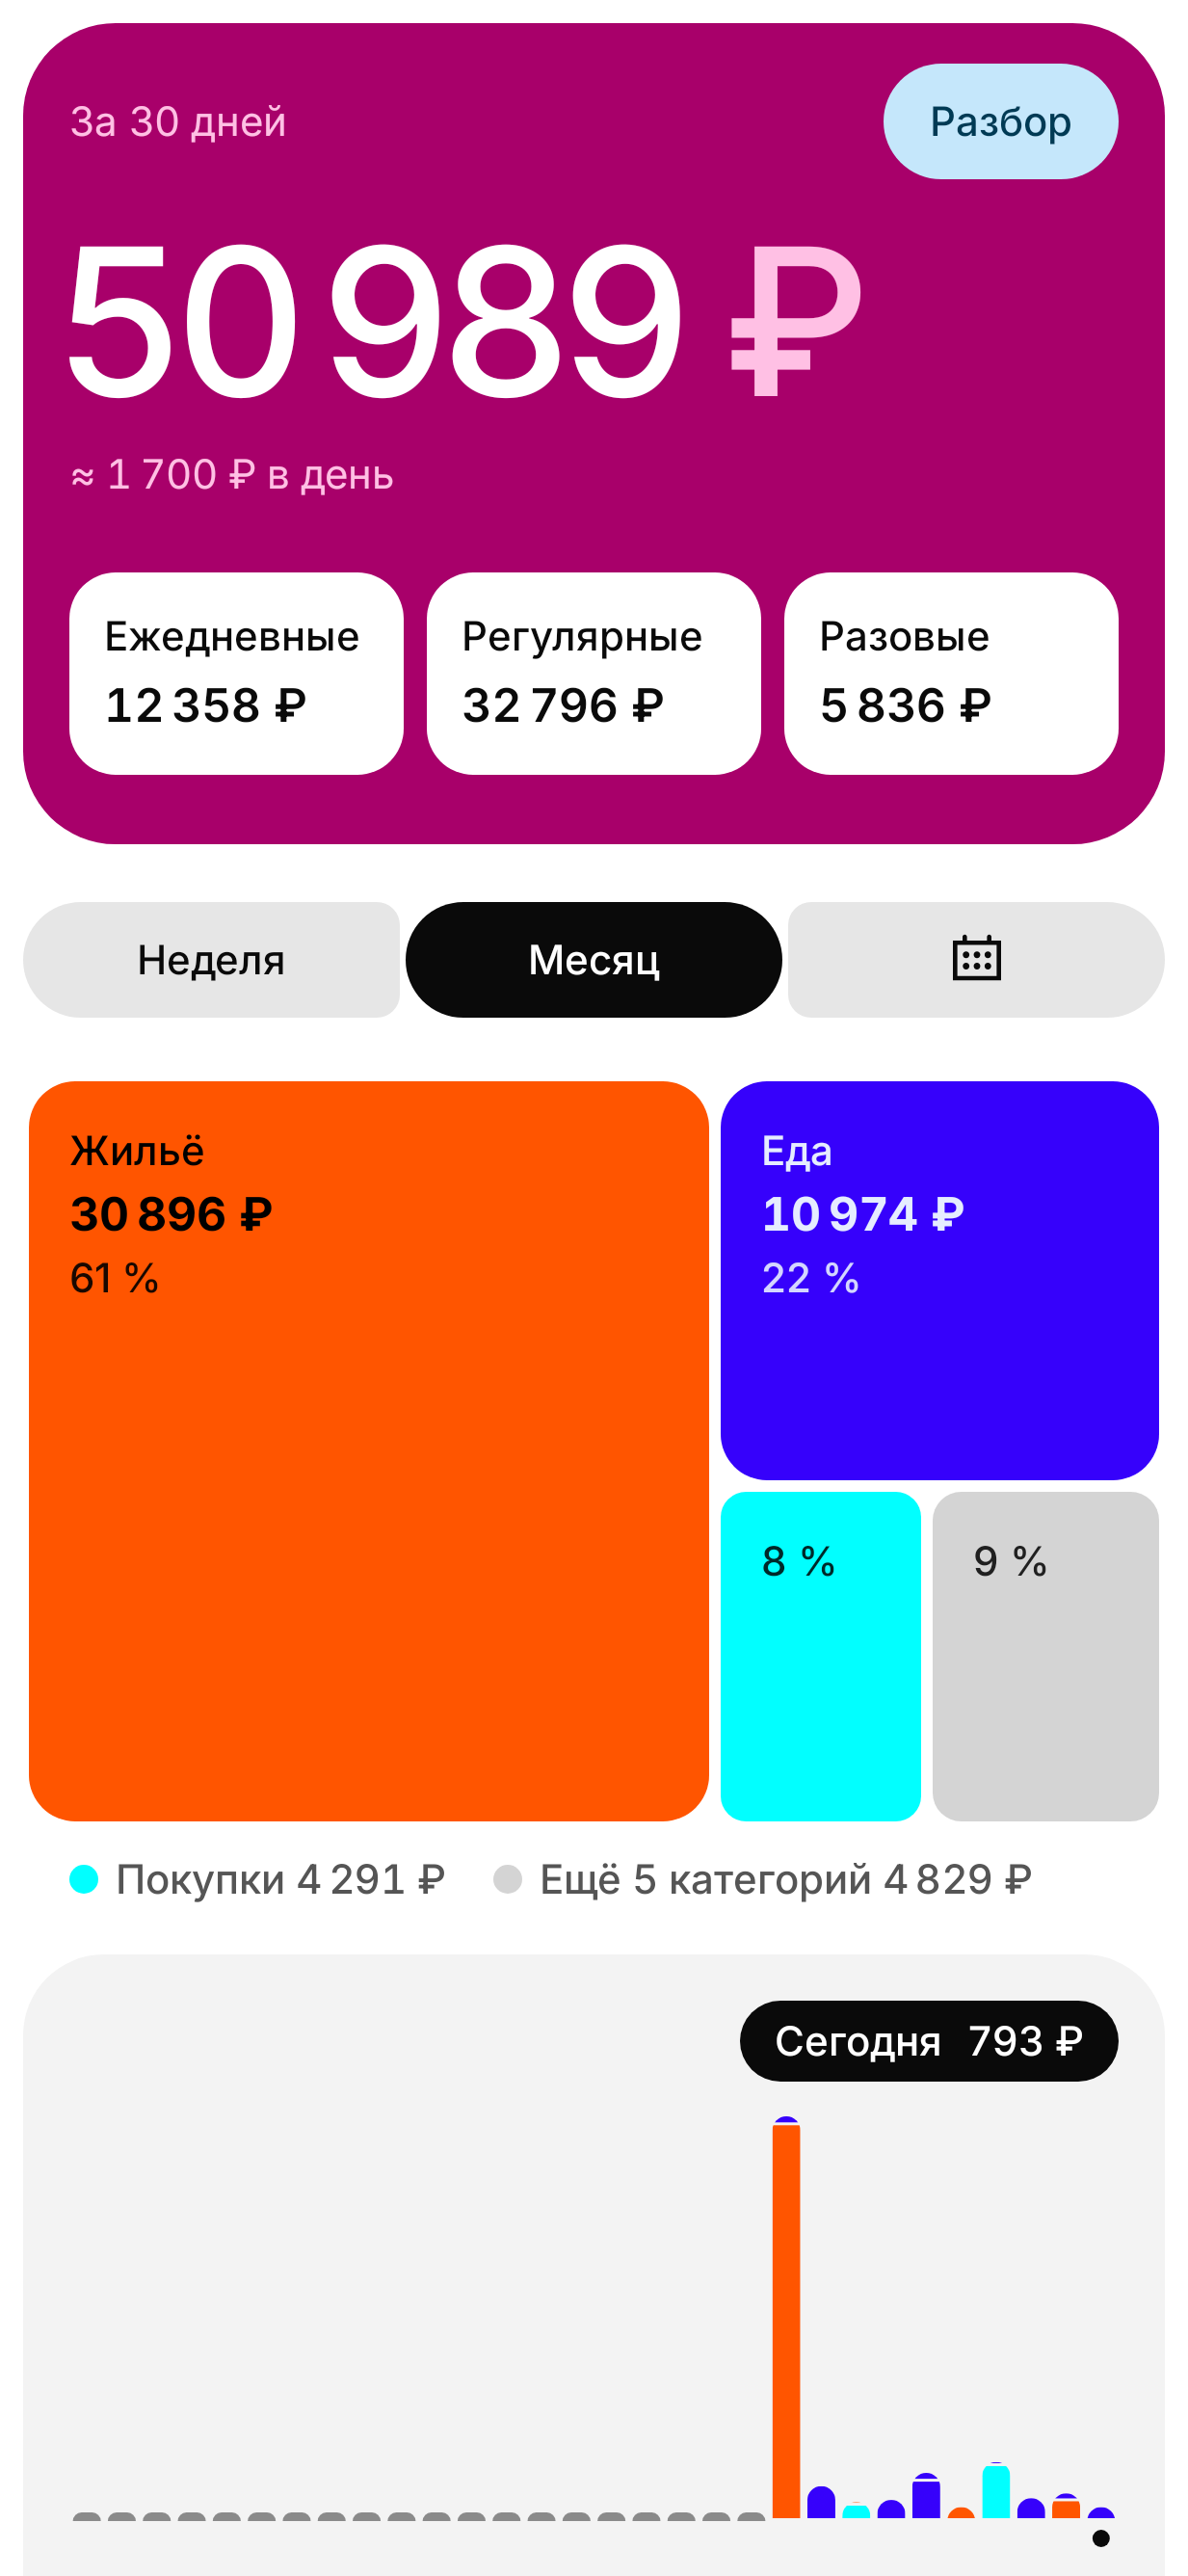 За 30 дней
Разбор
50 989 ₽
≈ 1 700 ₽ в день
Ежедневные
12 358 ₽
Регулярные
32 796 ₽
Разовые
5 836 ₽
Неделя
Месяц
Жильё
30 896 ₽
61 %
Еда
10 974 ₽
22 %
8 %
9 %
Покупки 4 291 ₽
Ещё 5 категорий 4 829 ₽
Сегодня 793 ₽